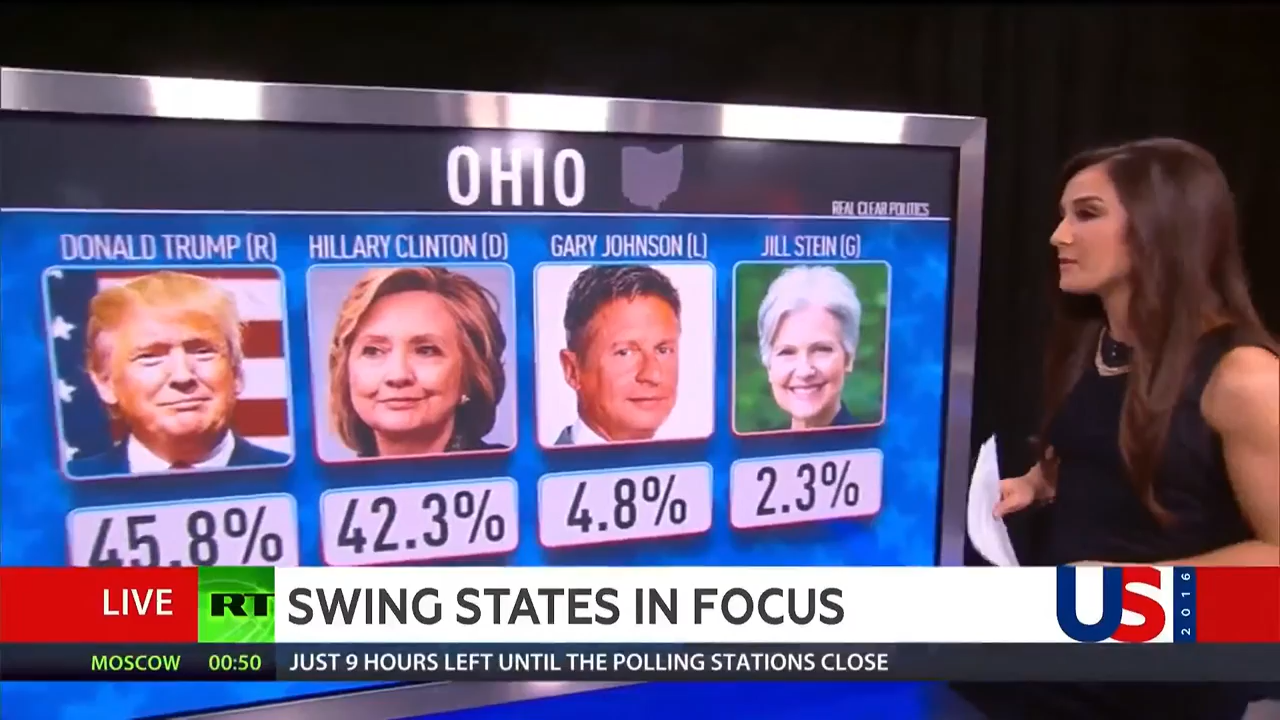 OHIO
REAL CLEAR POLITICS
DONALD TRUMP (R) HILLARY CLINTON (D) GARY JOHNSON (L) JILL STEIN (G)
45.8% 42.3% 4.8% 2.3%
LIVE RT SWING STATES IN FOCUS US 2016
MOSCOW 00:50 JUST 9 HOURS LEFT UNTIL THE POLLING STATIONS CLOSE